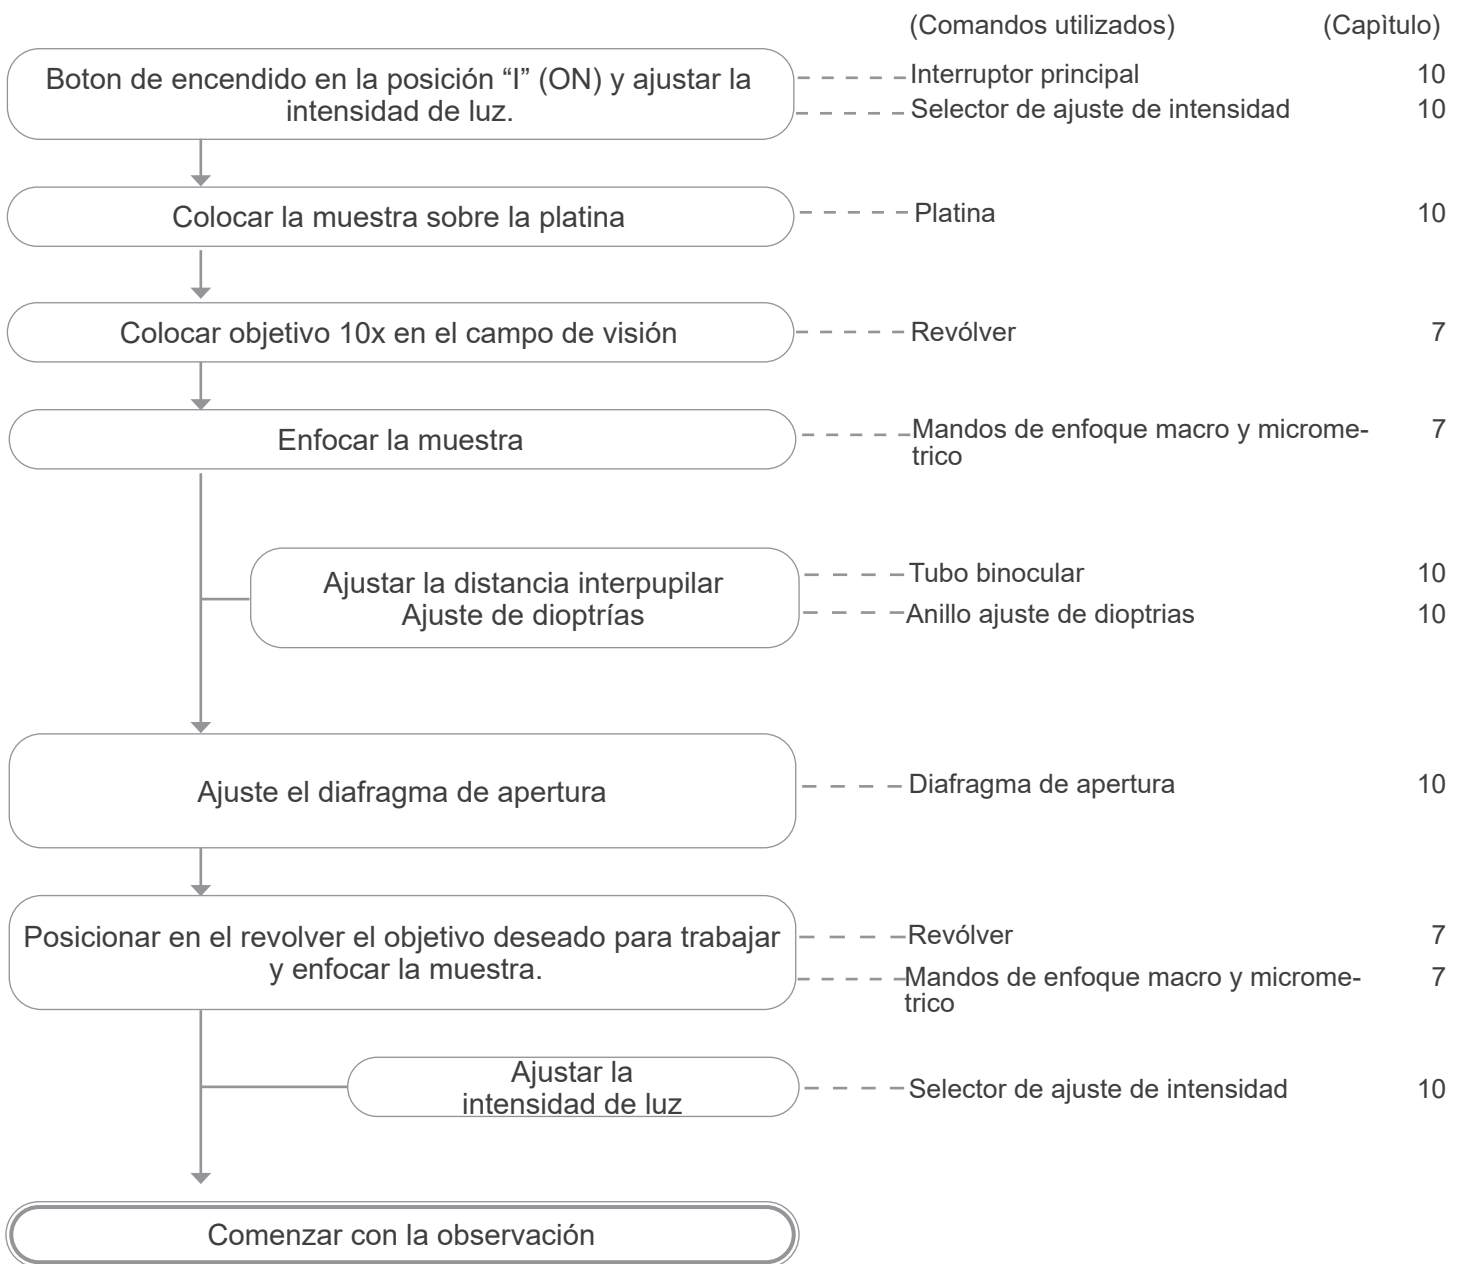 (Comandos utilizados) (Capìtulo)
Boton de encendido en la posición “I” (ON) y ajustar la
intensidad de luz.
Interruptor principal 10
Selector de ajuste de intensidad 10
Colocar la muestra sobre la platina
Platina 10
Colocar objetivo 10x en el campo de visión
Revólver 7
Enfocar la muestra
Mandos de enfoque macro y microme- 7
trico
Ajustar la distancia interpupilar
Ajuste de dioptrías
Tubo binocular 10
Anillo ajuste de dioptrias 10
Ajuste el diafragma de apertura
Diafragma de apertura 10
Posicionar en el revolver el objetivo deseado para trabajar
y enfocar la muestra.
Revólver 7
Mandos de enfoque macro y microme- 7
trico
Ajustar la
intensidad de luz
Selector de ajuste de intensidad 10
Comenzar con la observación